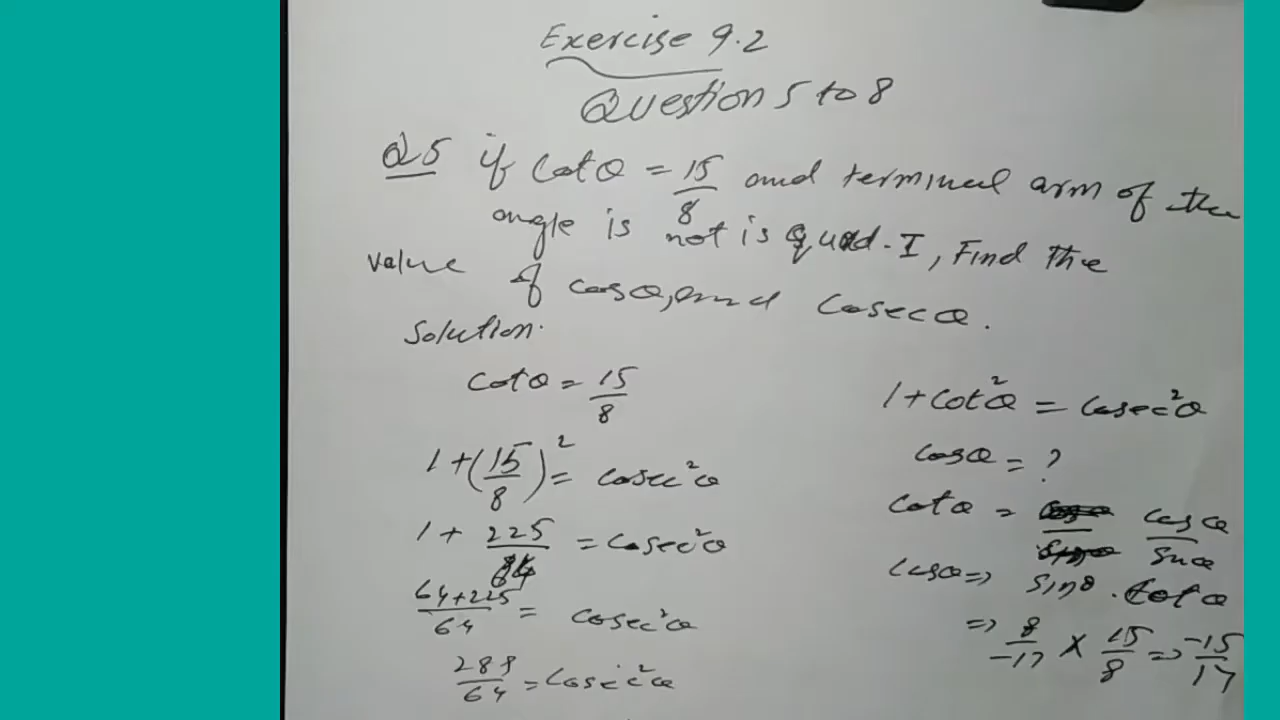 Exercise 9.2
Question 5 to 8
Q5 if Cotθ = 15/8 and terminal arm of the
angle is not is quad-I, Find the
value of cosθ, and Cosecθ.
Solution.
Cotθ = 15/8
1+(15/8)² = cosec²θ
1 + 225/64 = Cosec²θ
64+225/64 = cosec²θ
289/64 = Cosec²θ
1+cot²θ = Cosec²θ
cosθ = ?
Cotθ = Cosθ/Sinθ
Cosθ => sinθ . Cotθ
=> 8/-17 × 15/8 => -15/17